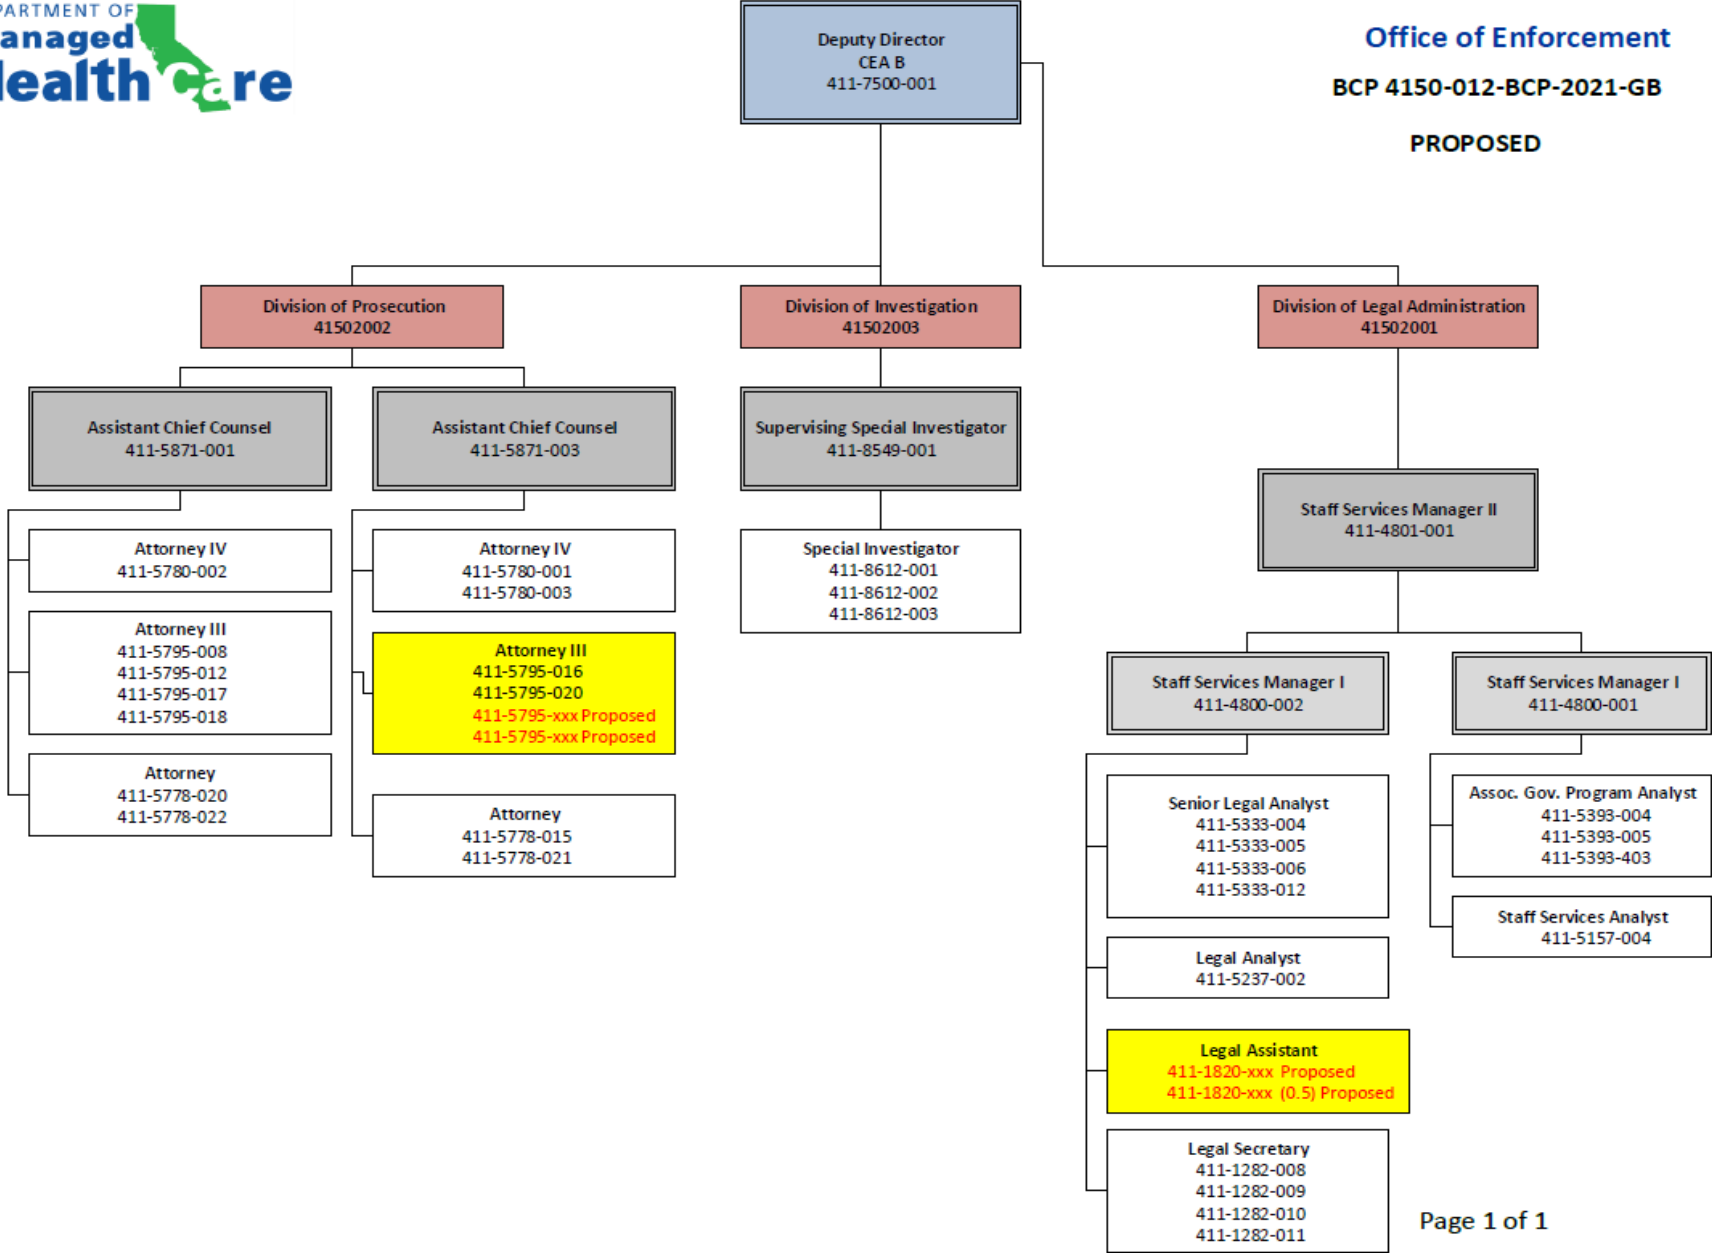 PARTMENT OF
anaged
ealth Care
Office of Enforcement
BCP 4150-012-BCP-2021-GB
PROPOSED
Deputy Director
CEA B
411-7500-001
Division of Prosecution
41502002
Division of Investigation
41502003
Division of Legal Administration
41502001
Assistant Chief Counsel
411-5871-001
Assistant Chief Counsel
411-5871-003
Supervising Special Investigator
411-8549-001
Staff Services Manager II
411-4801-001
Attorney IV
411-5780-002
Attorney III
411-5795-008
411-5795-012
411-5795-017
411-5795-018
Attorney
411-5778-020
411-5778-022
Attorney IV
411-5780-001
411-5780-003
Attorney III
411-5795-016
411-5795-020
411-5795-xxx Proposed
411-5795-xxx Proposed
Attorney
411-5778-015
411-5778-021
Special Investigator
411-8612-001
411-8612-002
411-8612-003
Staff Services Manager I
411-4800-002
Staff Services Manager I
411-4800-001
Senior Legal Analyst
411-5333-004
411-5333-005
411-5333-006
411-5333-012
Legal Analyst
411-5237-002
Legal Assistant
411-1820-xxx Proposed
411-1820-xxx (0.5) Proposed
Legal Secretary
411-1282-008
411-1282-009
411-1282-010
411-1282-011
Assoc. Gov. Program Analyst
411-5393-004
411-5393-005
411-5393-403
Staff Services Analyst
411-5157-004
Page 1 of 1